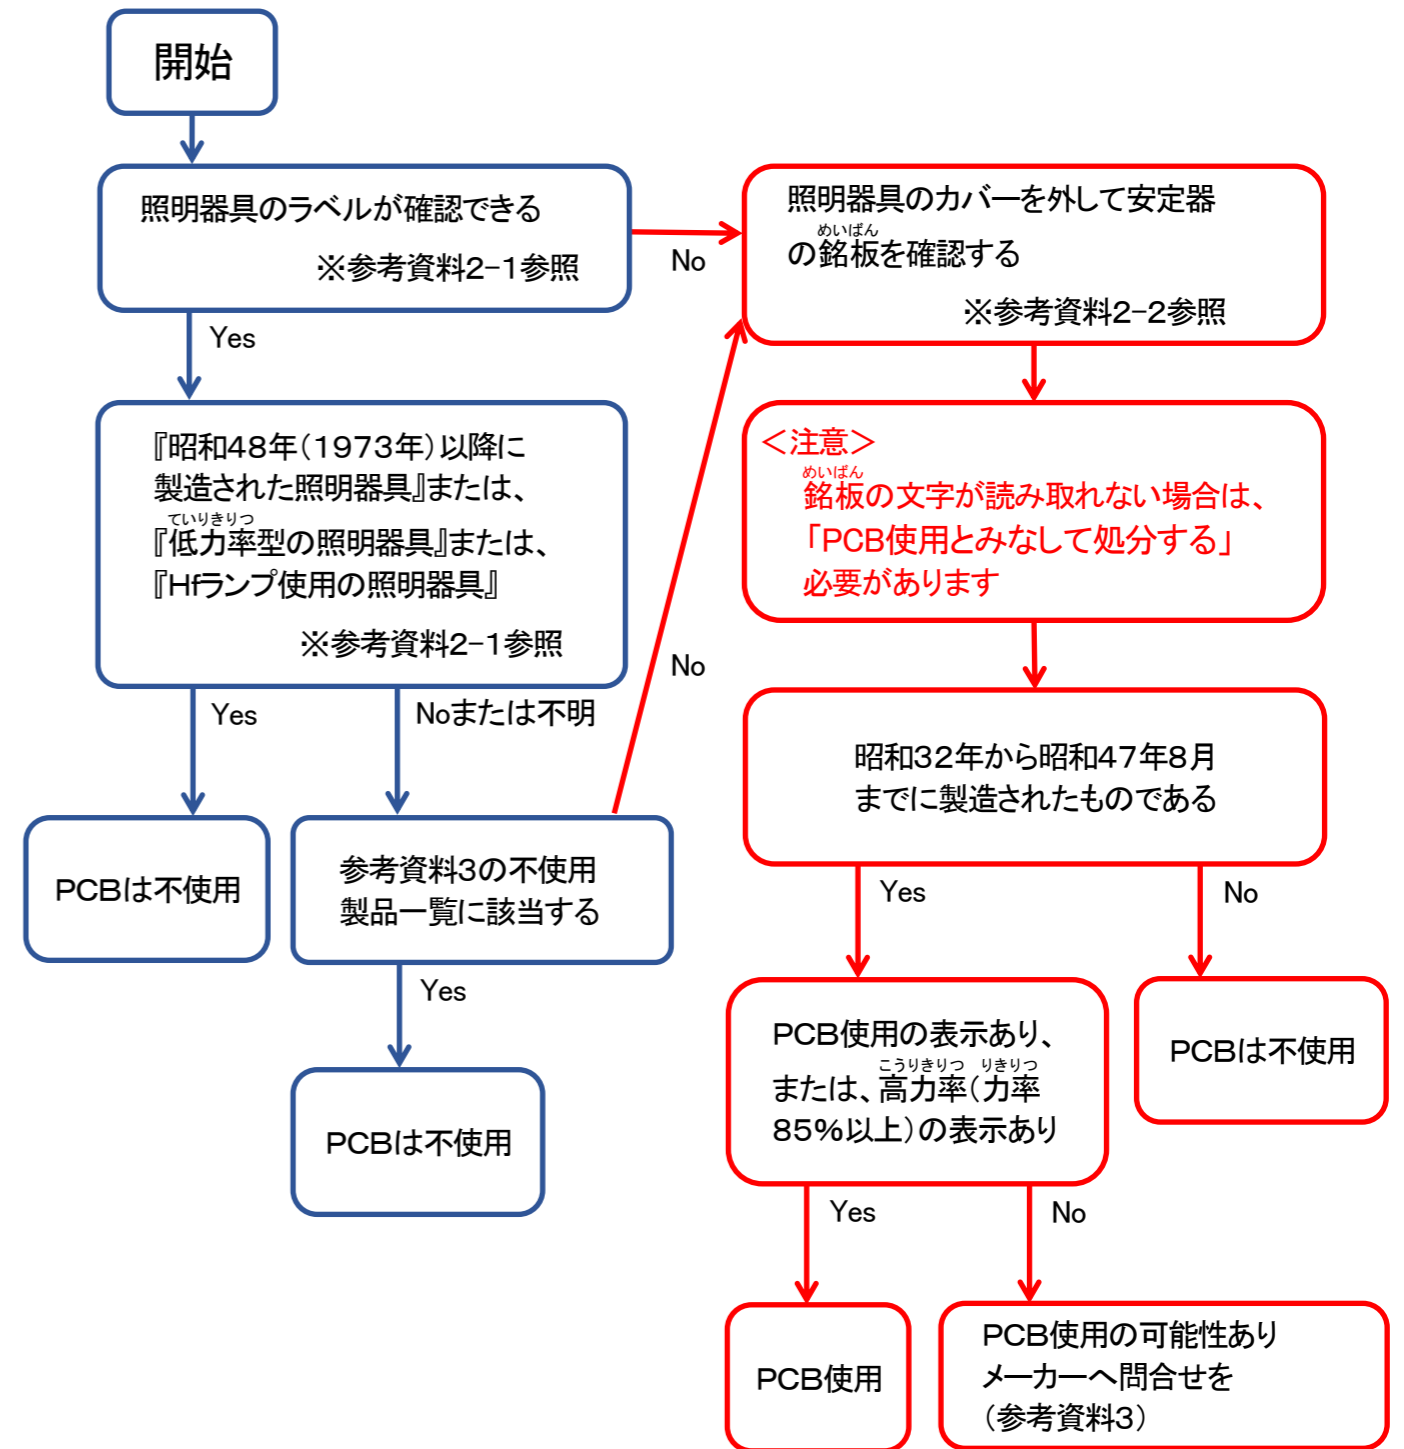 開始
照明器具のラベルが確認できる
※参考資料2-1参照
No
Yes
照明器具のカバーを外して安定器
めいばん
の銘板を確認する
※参考資料2-2参照
『昭和48年(1973年)以降に
製造された照明器具』または、
ていりきりつ
『低力率型の照明器具』または、
『Hfランプ使用の照明器具』
※参考資料2-1参照
<注意>
めいばん
銘板の文字が読み取れない場合は、
「PCB使用とみなして処分する」
必要があります
No
Yes
Noまたは不明
昭和32年から昭和47年8月
までに製造されたものである
PCBは不使用
参考資料3の不使用
製品一覧に該当する
Yes
No
Yes
PCBは不使用
PCB使用の表示あり、
こうりきりつ りきりつ
または、高力率(力率
85%以上)の表示あり
PCBは不使用
Yes
No
PCB使用
PCB使用の可能性あり
メーカーへ問合せを
(参考資料3)